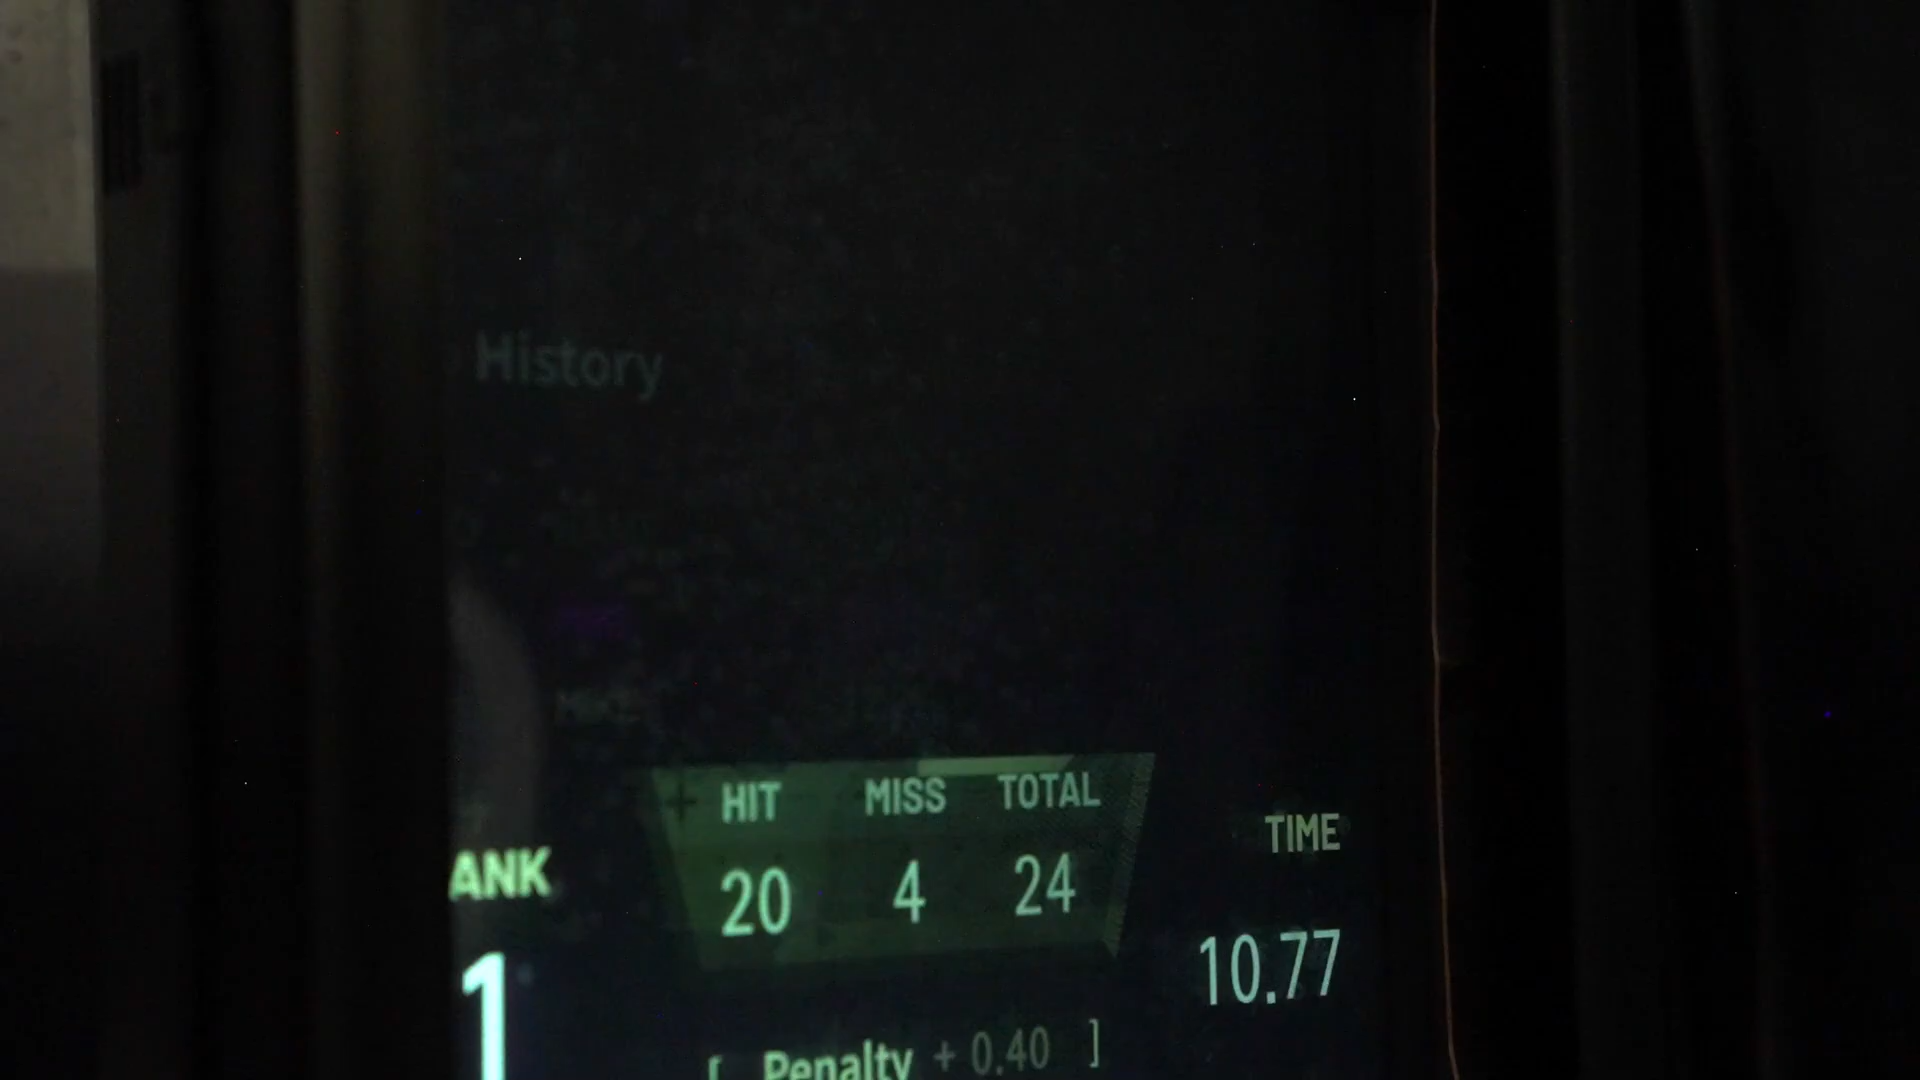 History
HIT MISS TOTAL
TIME
ANK
20 4 24
10.77
1
[ Penalty + 0.40 ]